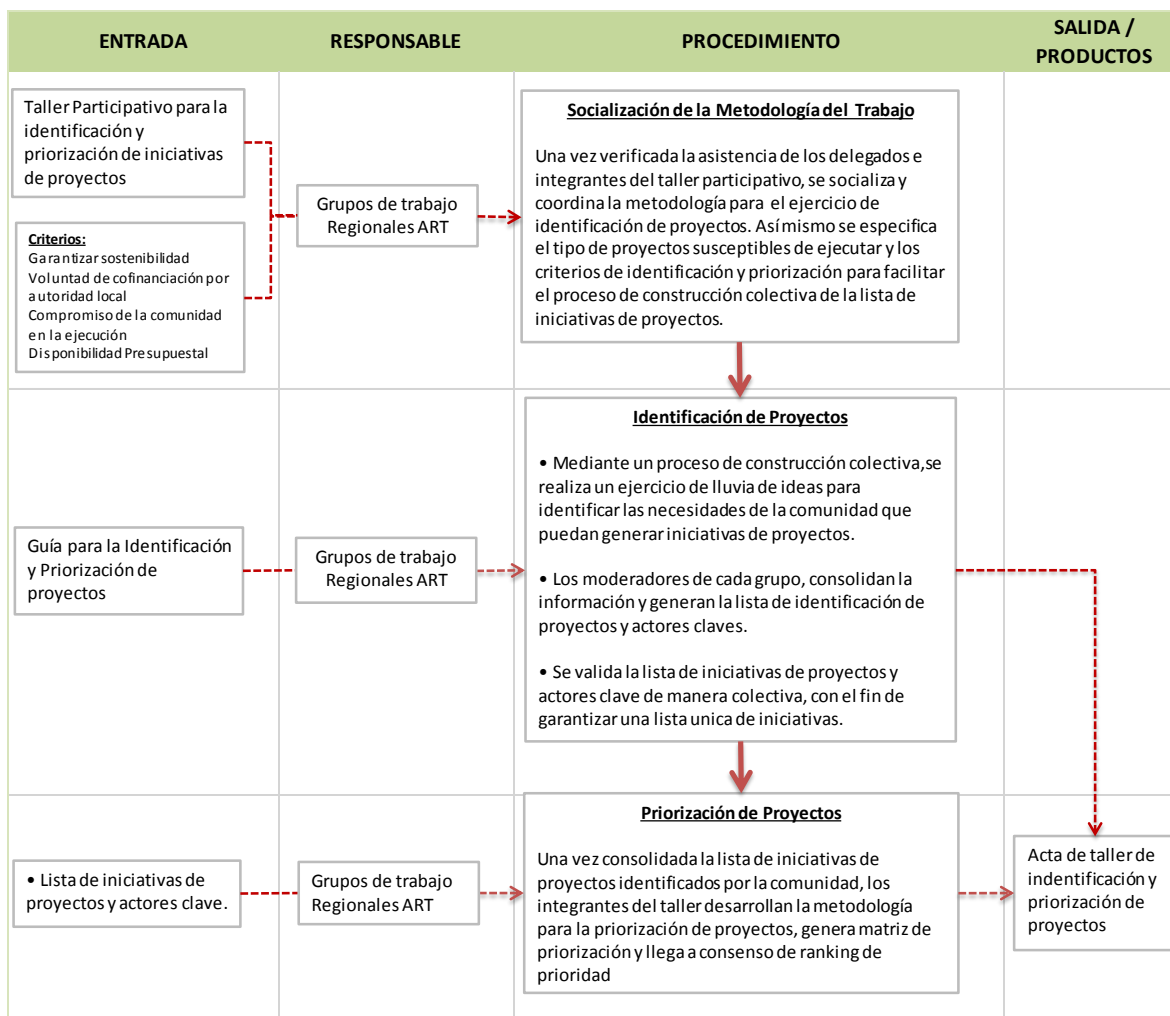 ENTRADA
RESPONSABLE
PROCEDIMIENTO
SALIDA /
PRODUCTOS
Taller Participativo para la
identificación y
priorización de iniciativas
de proyectos
Criterios:
Garantizar sostenibilidad
Voluntad de cofinanciación por
autoridad local
Compromiso de la comunidad
en la ejecución
Disponibilidad Presupuestal
Grupos de trabajo
Regionales ART
Socialización de la Metodología del Trabajo
Una vez verificada la asistencia de los delegados e
integrantes del taller participativo, se socializa y
coordina la metodología para el ejercicio de
identificación de proyectos. Así mismo se especifica
el tipo de proyectos susceptibles de ejecutar y los
criterios de identificación y priorización para facilitar
el proceso de construcción colectiva de la lista de
iniciativas de proyectos.
Guía para la Identificación
y Priorización de
proyectos
Grupos de trabajo
Regionales ART
Identificación de Proyectos
• Mediante un proceso de construcción colectiva,se
realiza un ejercicio de lluvia de ideas para
identificar las necesidades de la comunidad que
puedan generar iniciativas de proyectos.
• Los moderadores de cada grupo, consolidan la
información y generan la lista de identificación de
proyectos y actores claves.
• Se valida la lista de iniciativas de proyectos y
actores clave de manera colectiva, con el fin de
garantizar una lista unica de iniciativas.
• Lista de iniciativas de
proyectos y actores clave.
Grupos de trabajo
Regionales ART
Priorización de Proyectos
Una vez consolidada la lista de iniciativas de
proyectos identificados por la comunidad, los
integrantes del taller desarrollan la metodología
para la priorización de proyectos, genera matriz de
priorización y llega a consenso de ranking de
prioridad
Acta de taller de
indentificación y
priorización de
proyectos